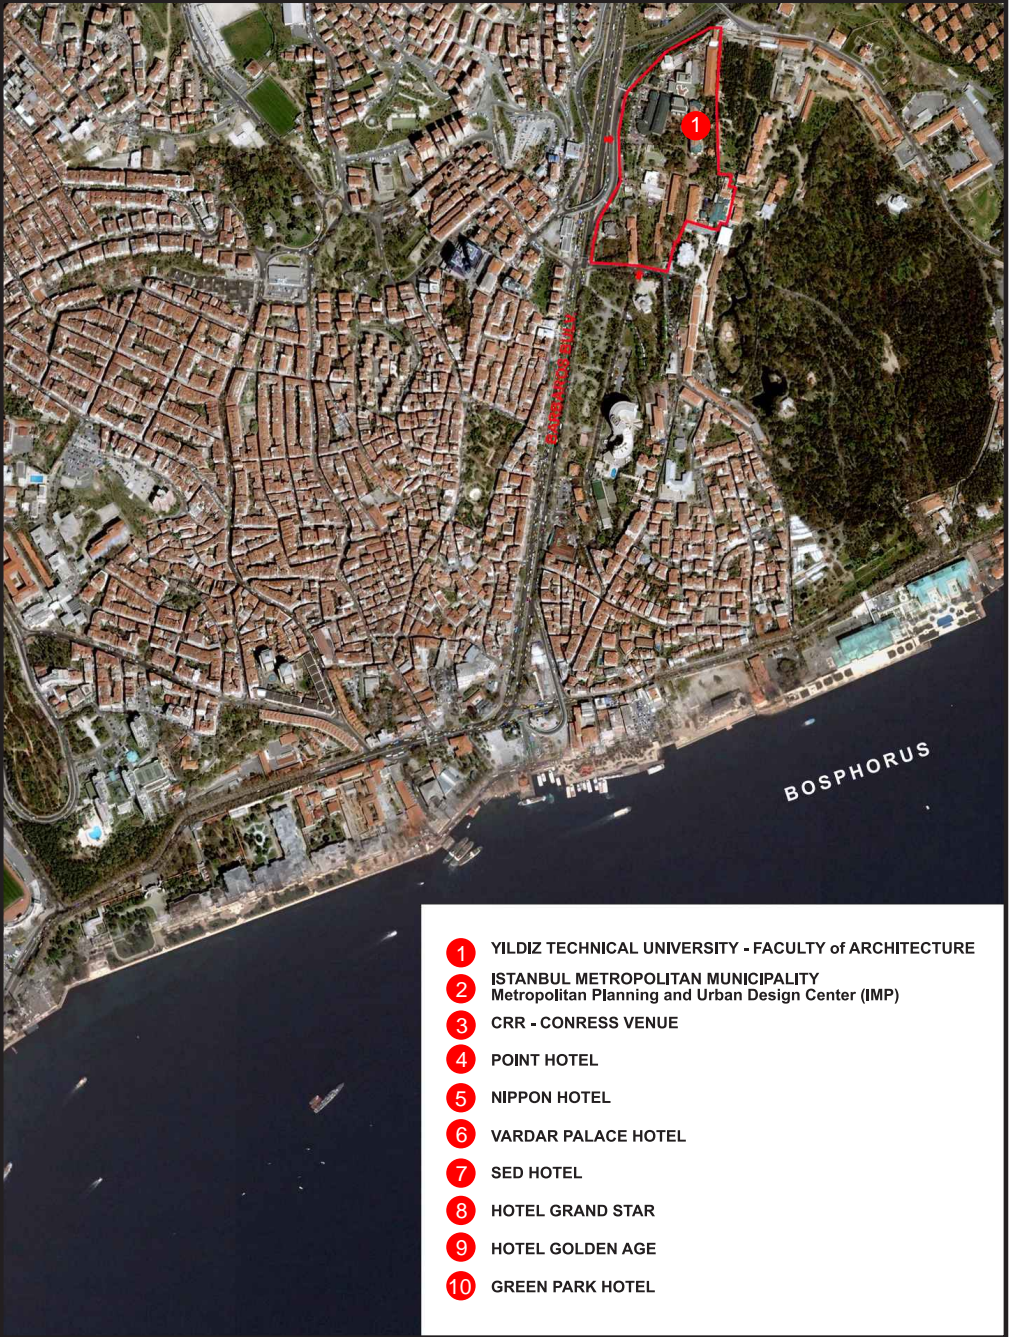 1
BARBAROS BULV.
BOSPHORUS
1 YILDIZ TECHNICAL UNIVERSITY - FACULTY of ARCHITECTURE
2 ISTANBUL METROPOLITAN MUNICIPALITY
Metropolitan Planning and Urban Design Center (IMP)
3 CRR - CONRESS VENUE
4 POINT HOTEL
5 NIPPON HOTEL
6 VARDAR PALACE HOTEL
7 SED HOTEL
8 HOTEL GRAND STAR
9 HOTEL GOLDEN AGE
10 GREEN PARK HOTEL